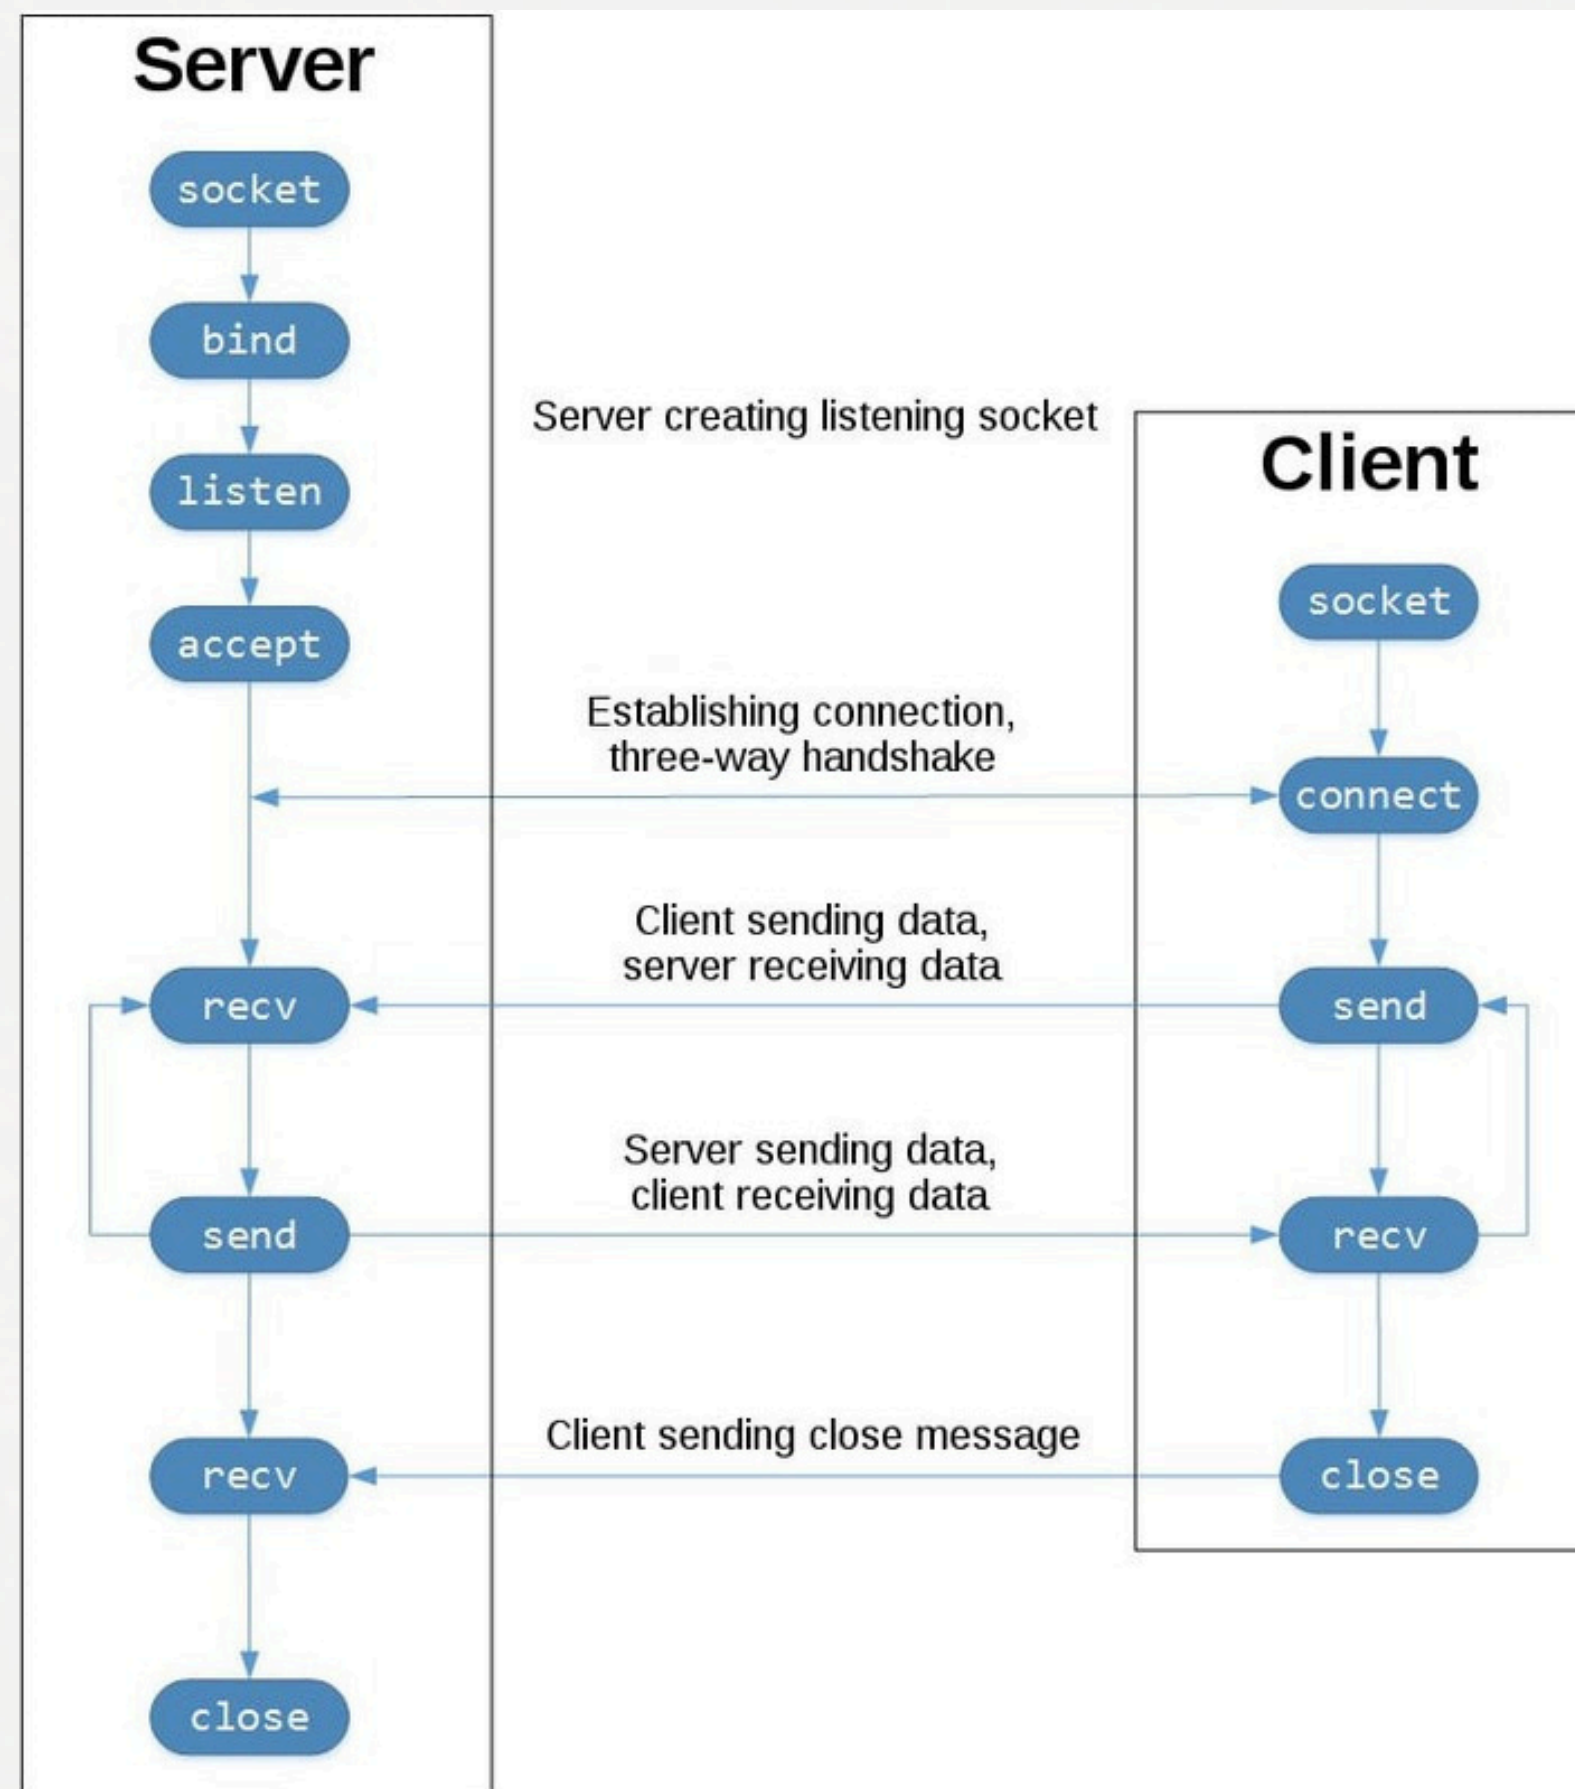 Server
socket
bind
Server creating listening socket
listen
accept
Client
socket
Establishing connection,
three-way handshake
connect
Client sending data,
server receiving data
recv
send
Server sending data,
client receiving data
send
recv
Client sending close message
recv
close
close